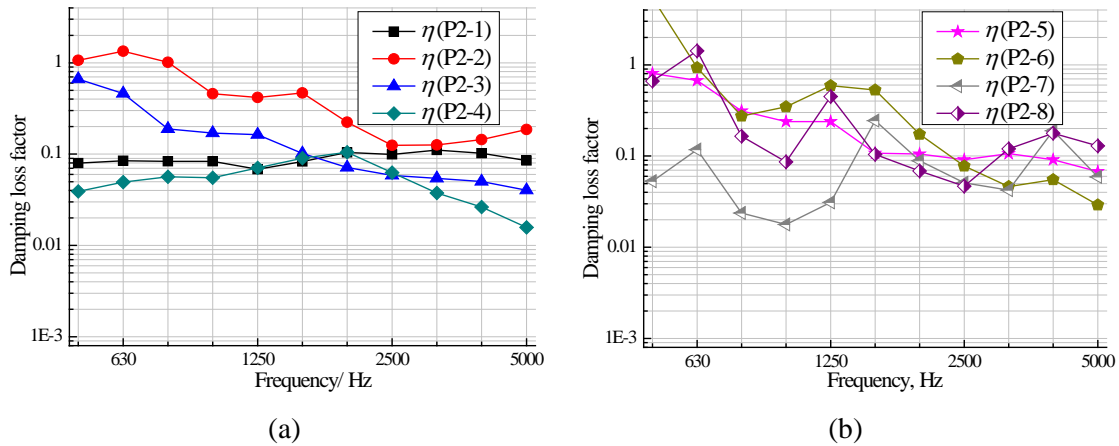 Damping loss factor
1
0.1
0.01
1E-3
η (P2-1)
η (P2-2)
η (P2-3)
η (P2-4)
630
1250
2500
5000
Frequency/ Hz
(a)
Damping loss factor
1
0.1
0.01
1E-3
η (P2-5)
η (P2-6)
η (P2-7)
η (P2-8)
630
1250
2500
5000
Frequency, Hz
(b)